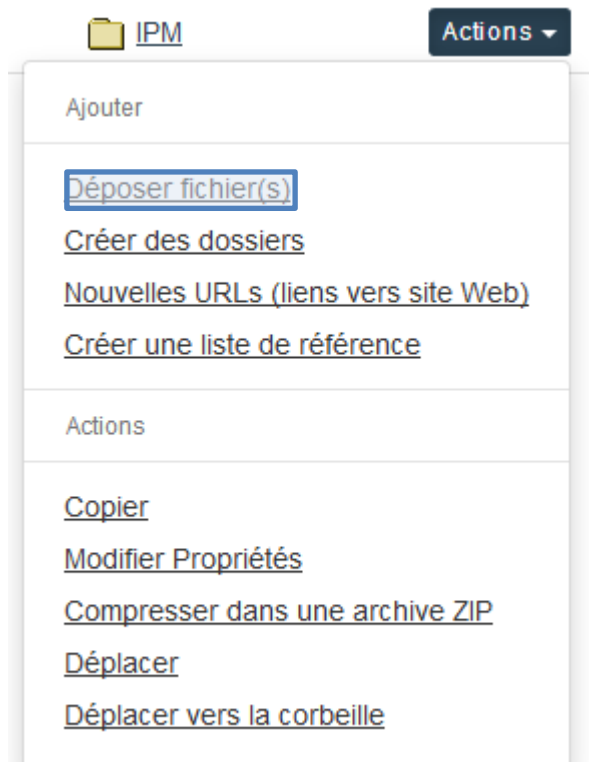 IPM
Actions
Ajouter
Déposer fichier(s)
Créer des dossiers
Nouvelles URLs (liens vers site Web)
Créer une liste de référence
Actions
Copier
Modifier Propriétés
Compresser dans une archive ZIP
Déplacer
Déplacer vers la corbeille